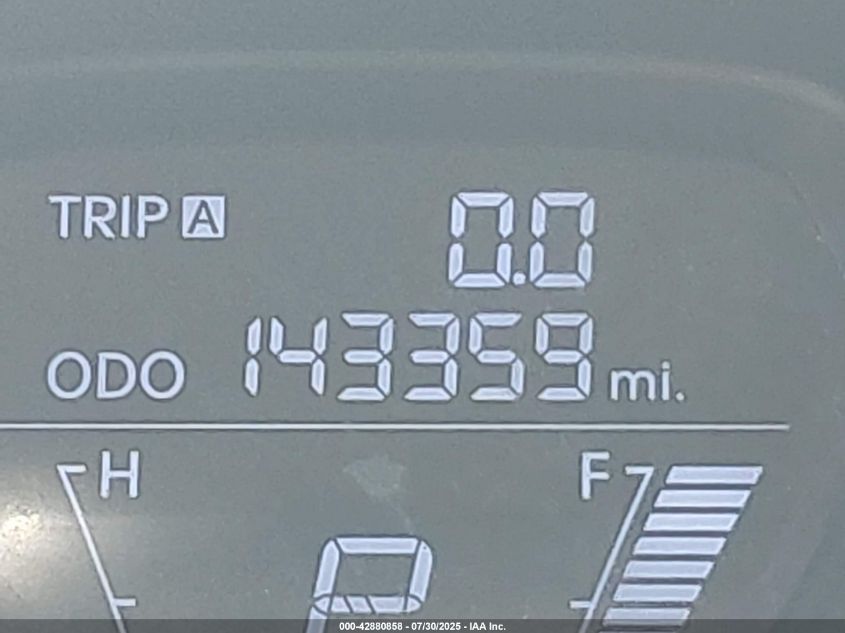 TRIP A 0.0
ODO 143359 mi.
H F
P
000-42880858 - 07/30/2025 - IAA Inc.